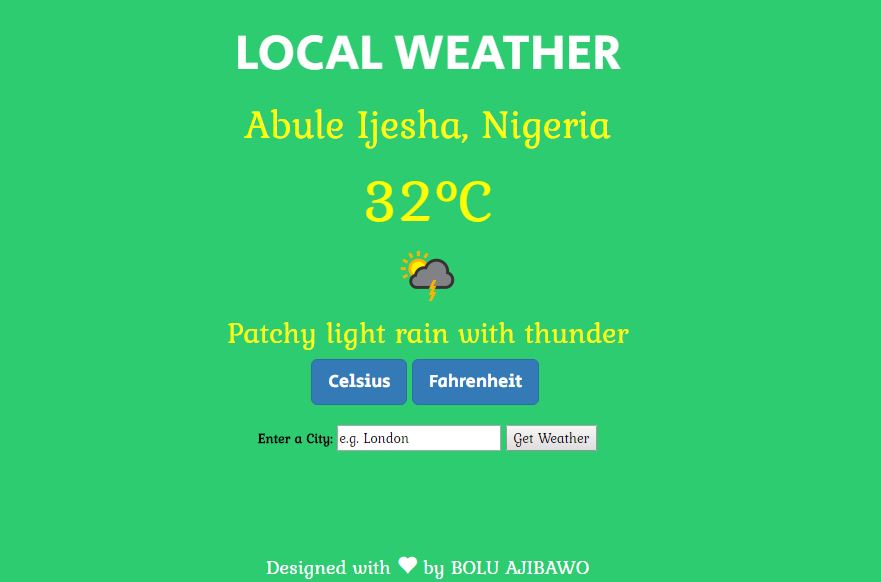 LOCAL WEATHER
Abule Ijesha, Nigeria
32°C
Patchy light rain with thunder
Celsius Fahrenheit
Enter a City: e.g. London Get Weather
Designed with ♥ by BOLU AJIBAWO